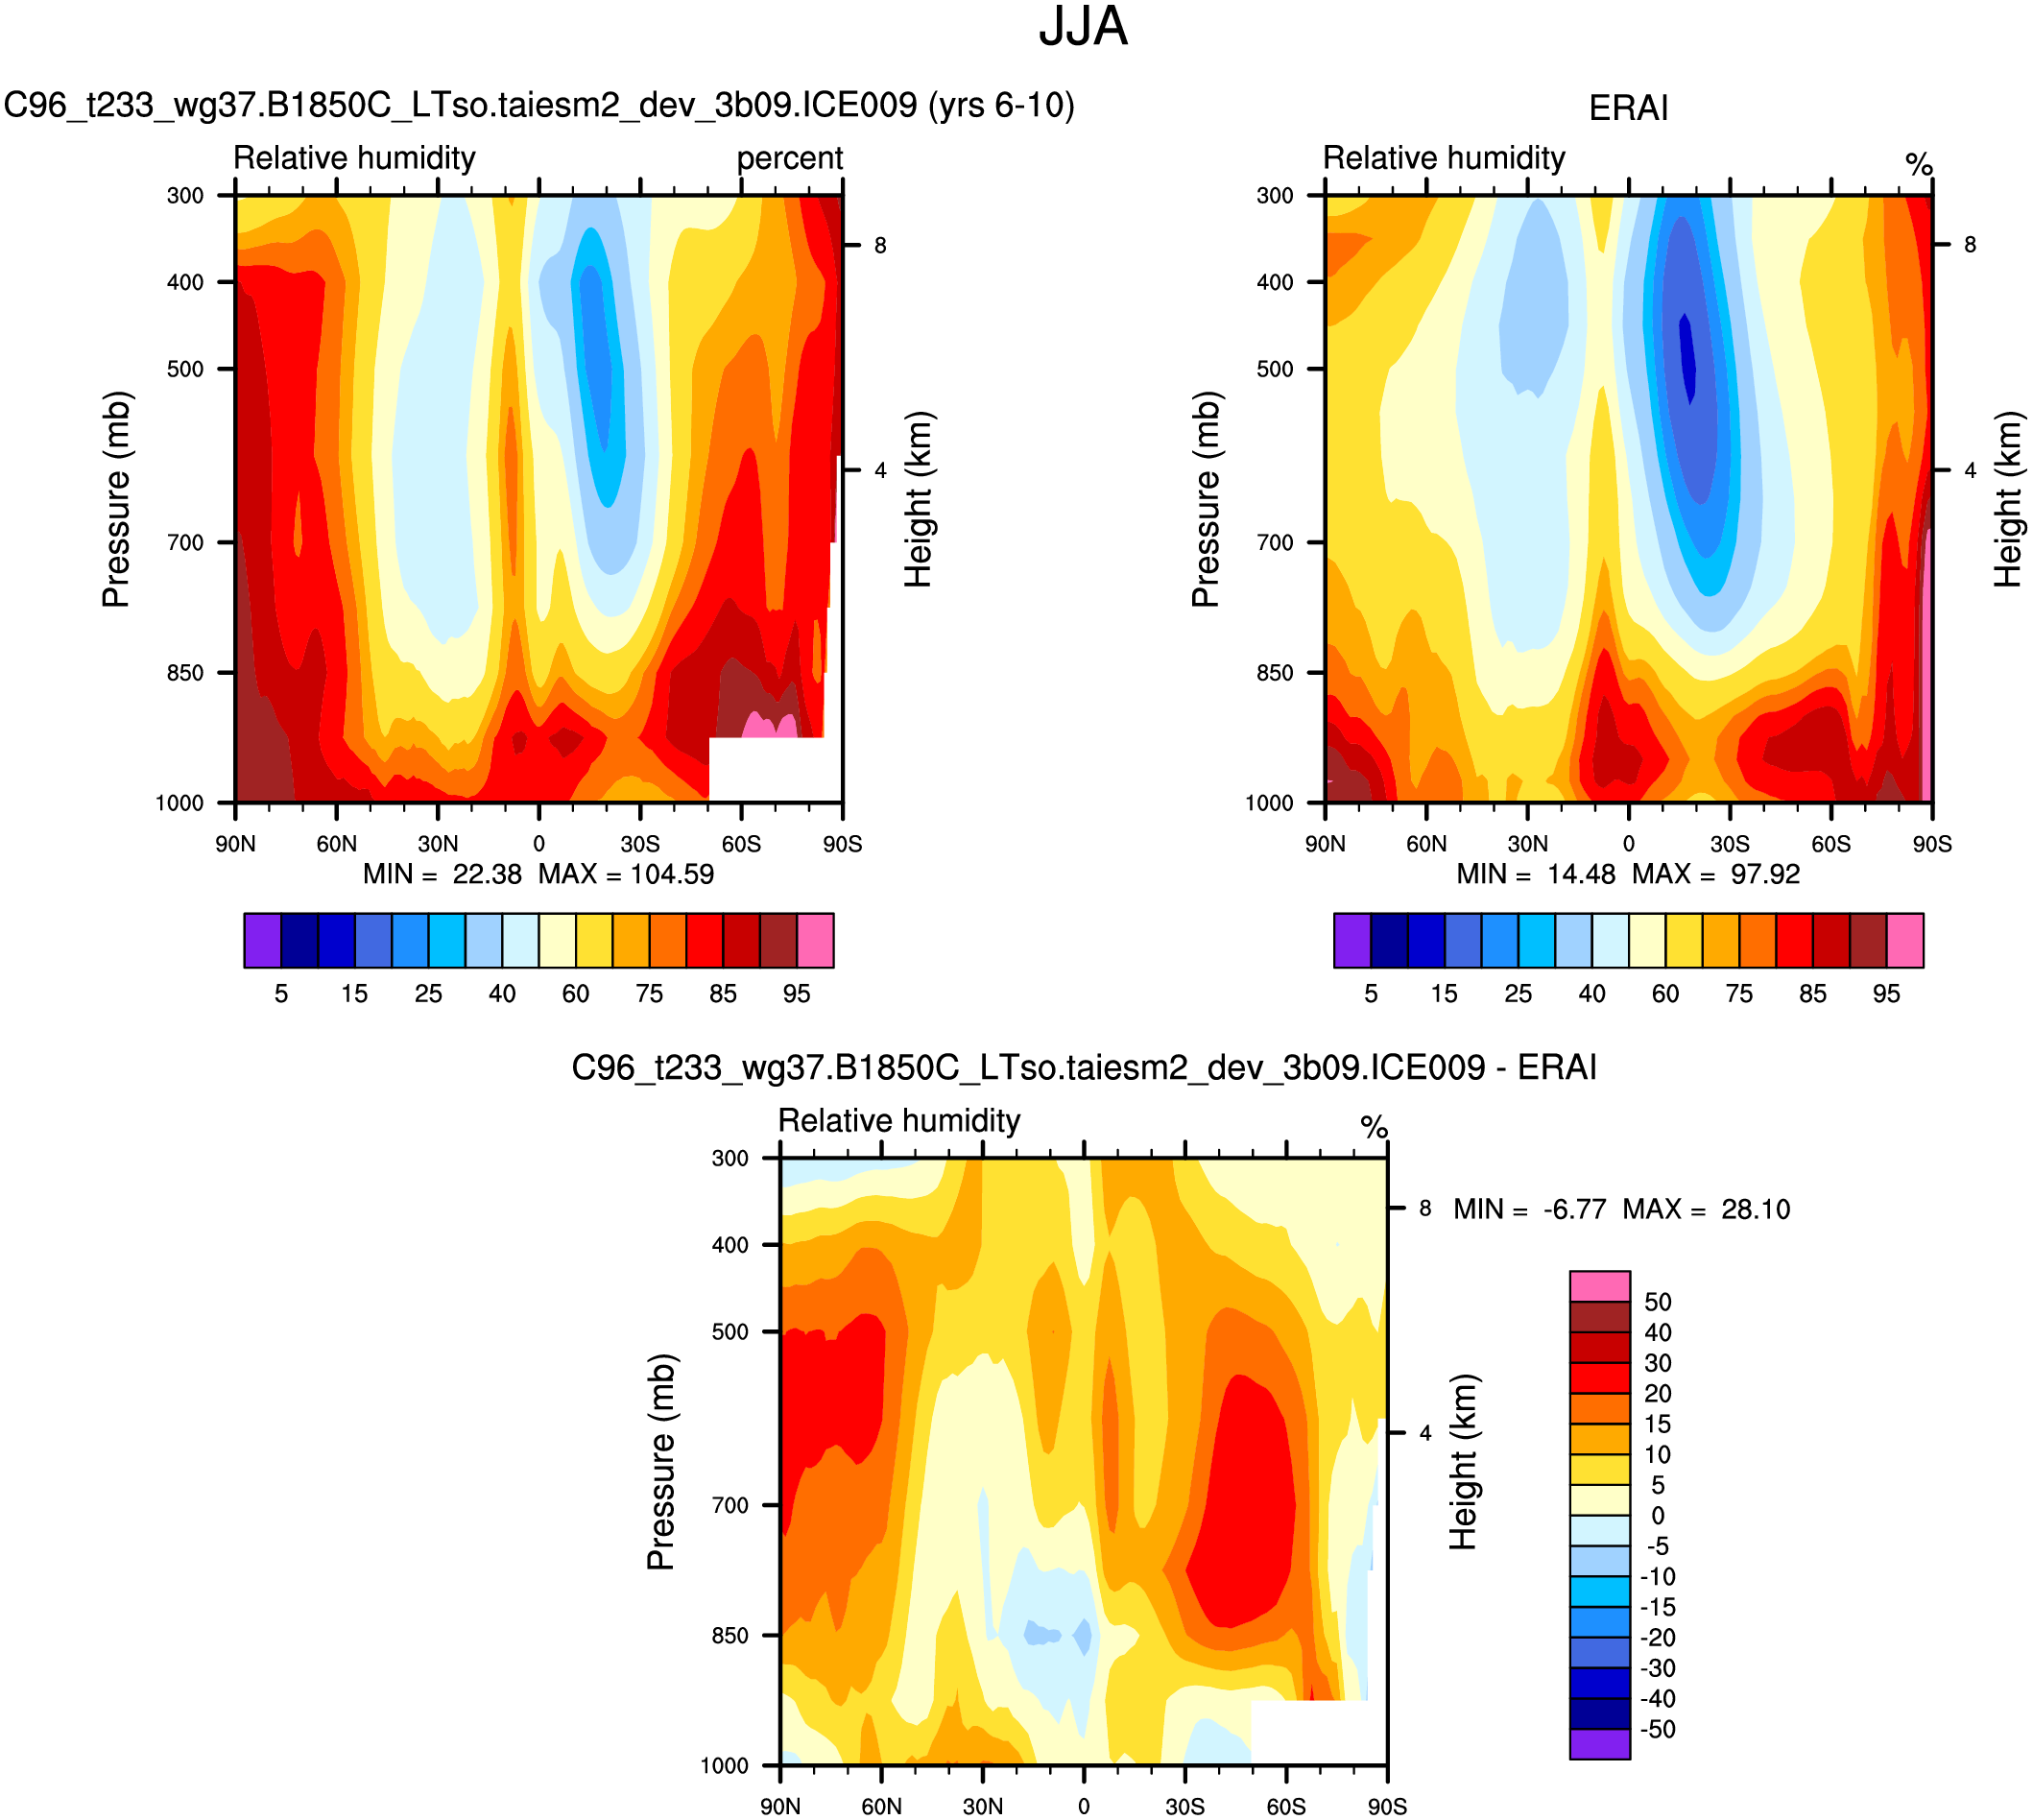 JJA
C96_t233_wg37.B1850C_LTso.taiesm2_dev_3b09.ICE009 (yrs 6-10)
Relative humidity percent
300
400
500
700
850
1000
Pressure (mb)
8
4
Height (km)
90N 60N 30N 0 30S 60S 90S
MIN = 22.38 MAX = 104.59
5 15 25 40 60 75 85 95
ERAI
Relative humidity %
300
400
500
700
850
1000
Pressure (mb)
8
4
Height (km)
90N 60N 30N 0 30S 60S 90S
MIN = 14.48 MAX = 97.92
5 15 25 40 60 75 85 95
C96_t233_wg37.B1850C_LTso.taiesm2_dev_3b09.ICE009 - ERAI
Relative humidity %
300
400
500
700
850
1000
Pressure (mb)
8
4
Height (km)
90N 60N 30N 0 30S 60S 90S
MIN = -6.77 MAX = 28.10
50
40
30
20
15
10
5
0
-5
-10
-15
-20
-30
-40
-50